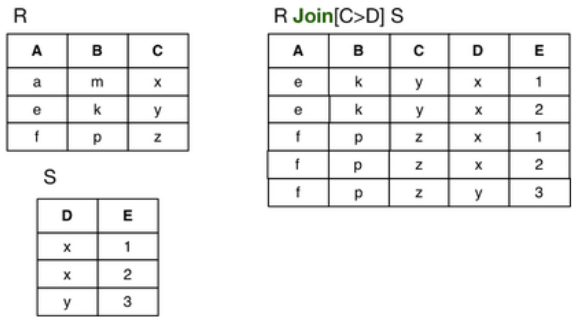 R
A B C
a m x
e k y
f p z
S
D E
x 1
x 2
y 3
R Join[C>D] S
A B C D E
e k y x 1
e k y x 2
f p z x 1
f p z x 2
f p z y 3